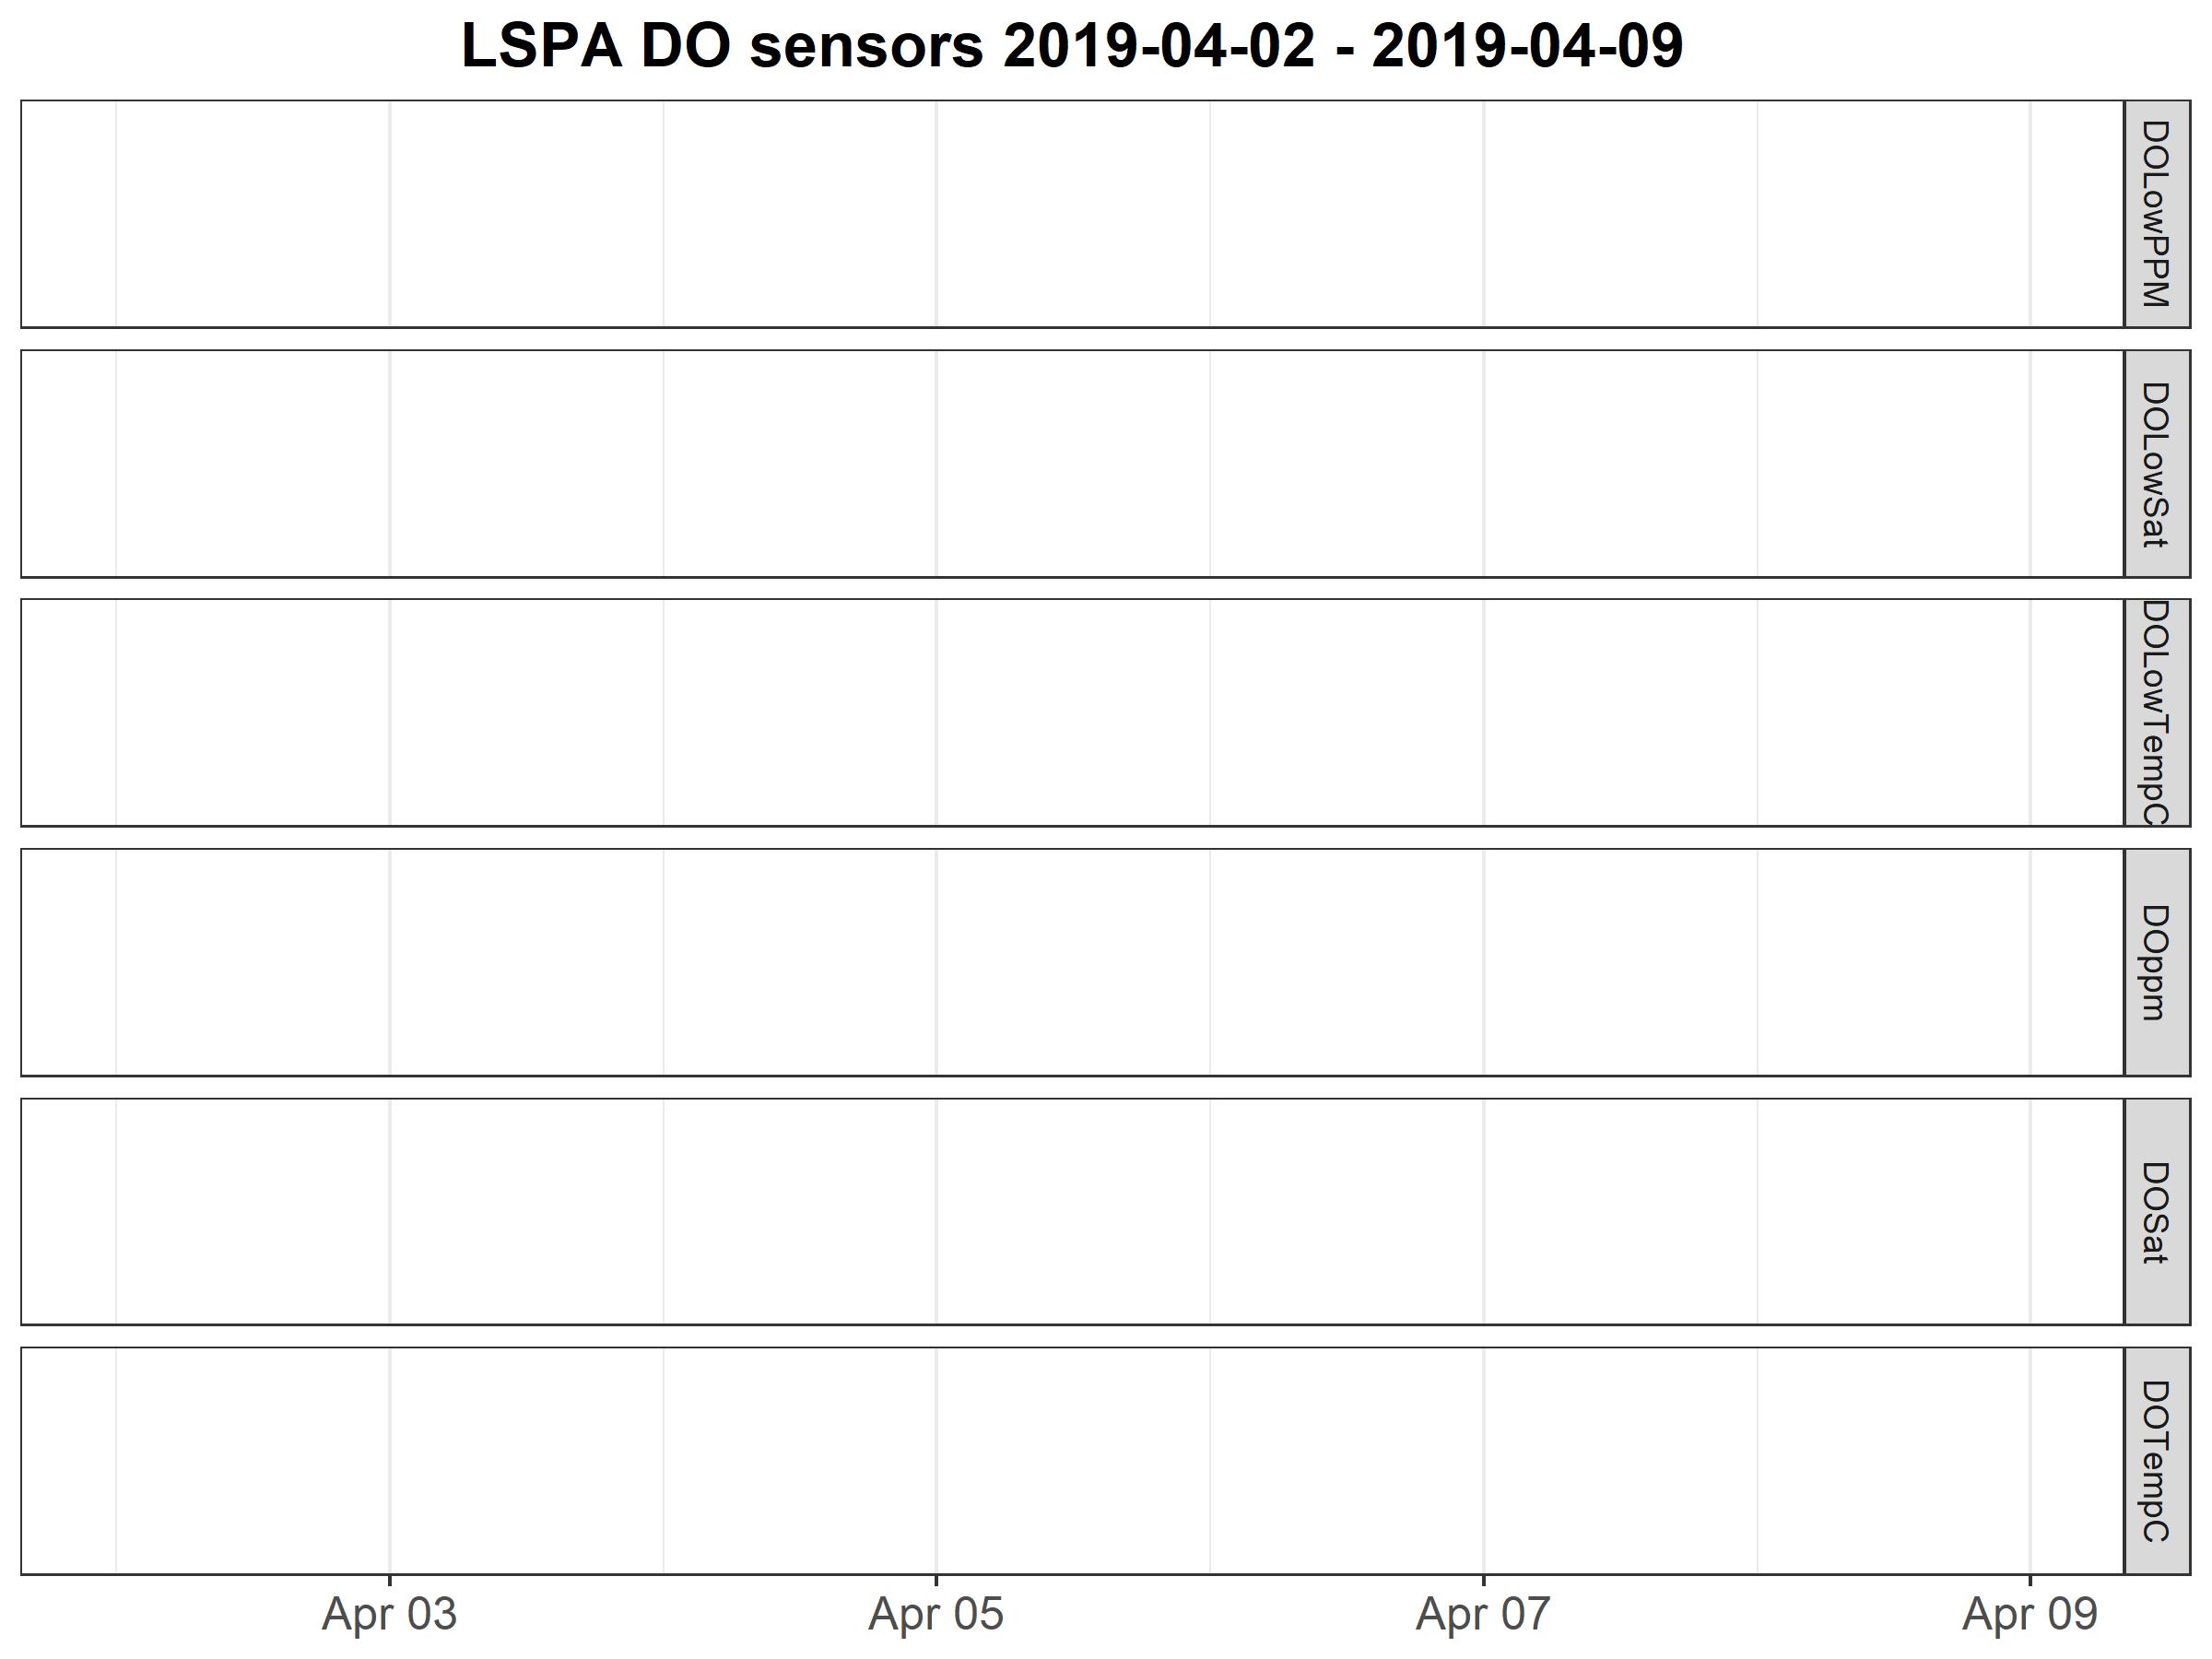 LSPA DO sensors 2019-04-02 - 2019-04-09
DOLowPPM
DOLowSat
DOLowTempC
DOppm
DOSat
DOTempC
Apr 03 Apr 05 Apr 07 Apr 09